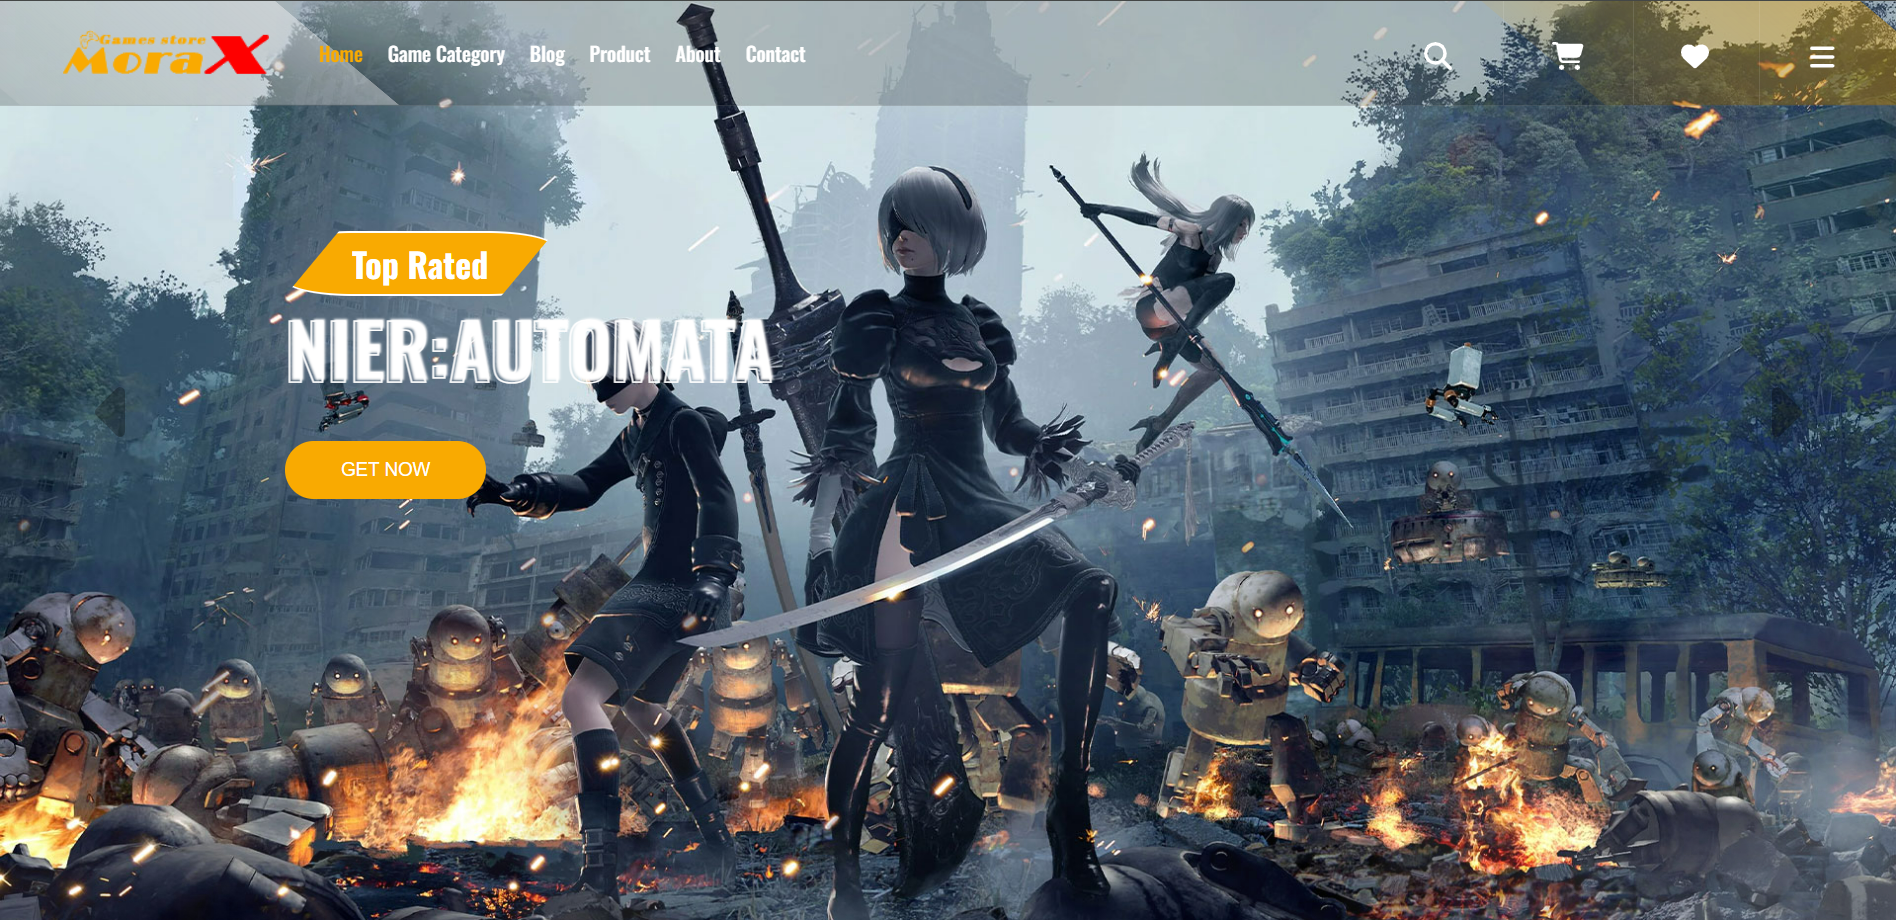 Games store
MoraX
Home
Game Category
Blog
Product
About
Contact
Top Rated
NIER:AUTOMATA
GET NOW